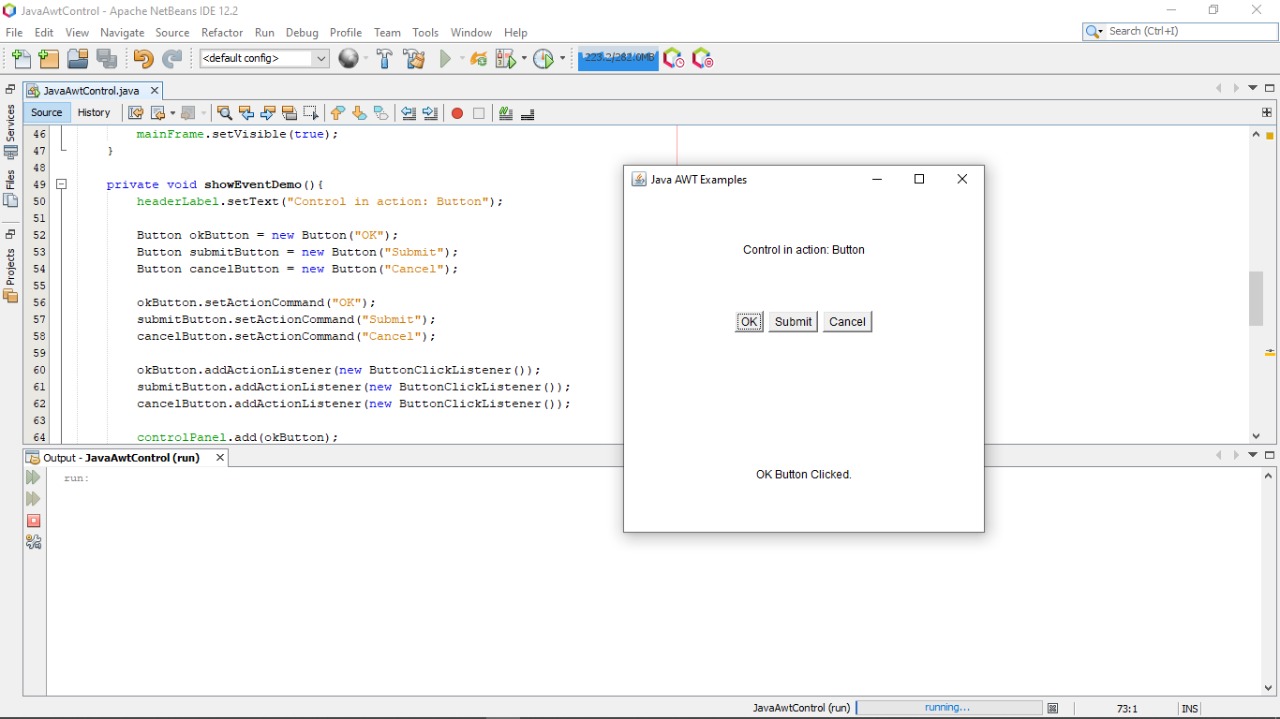 JavaAwtControl - Apache NetBeans IDE 12.2
File Edit View Navigate Source Refactor Run Debug Profile Team Tools Window Help
Search (Ctrl+I)
<default config>
223.2/282.0MB
JavaAwtControl.java
Source History
Services
Files
Projects
46 mainFrame.setVisible(true);
47 }
48
49 private void showEventDemo(){
50 headerLabel.setText("Control in action: Button");
51
52 Button okButton = new Button("OK");
53 Button submitButton = new Button("Submit");
54 Button cancelButton = new Button("Cancel");
55
56 okButton.setActionCommand("OK");
57 submitButton.setActionCommand("Submit");
58 cancelButton.setActionCommand("Cancel");
59
60 okButton.addActionListener(new ButtonClickListener());
61 submitButton.addActionListener(new ButtonClickListener());
62 cancelButton.addActionListener(new ButtonClickListener());
63
64 controlPanel.add(okButton);
Java AWT Examples
Control in action: Button
OK Submit Cancel
OK Button Clicked.
Output - JavaAwtControl (run)
run:
JavaAwtControl (run) running... 73:1 INS